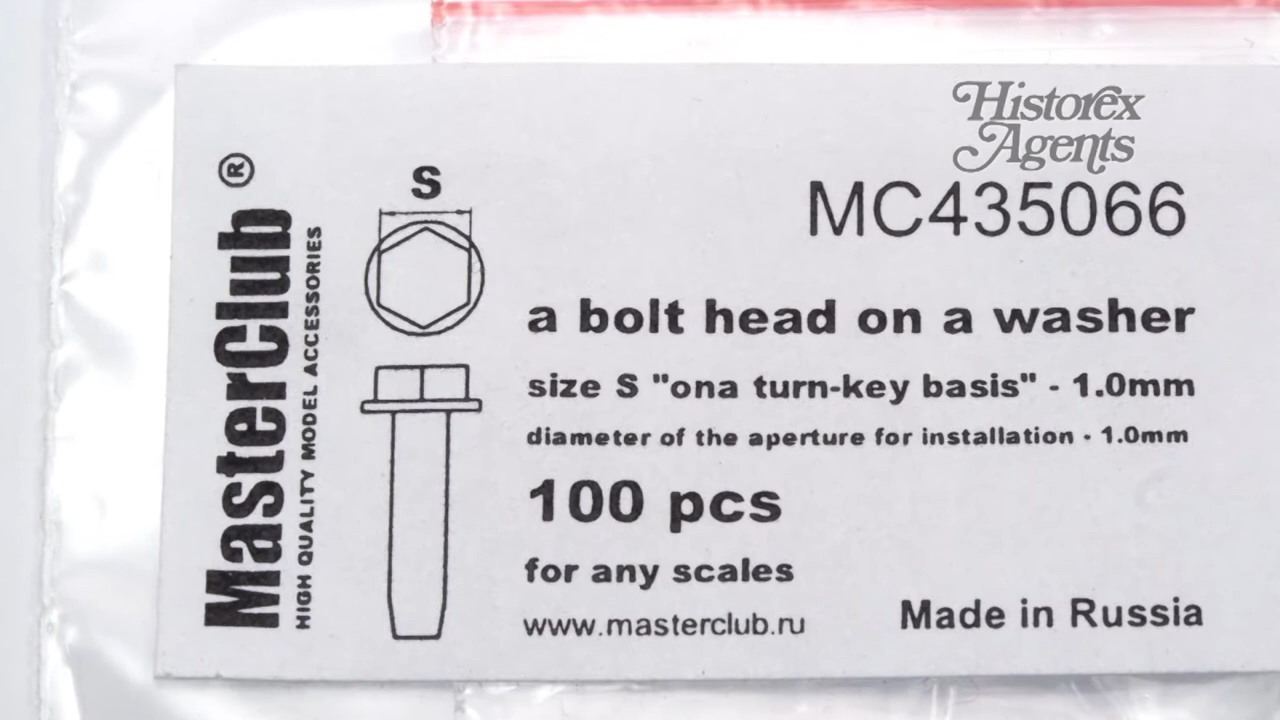 Historex
Agents
MC435066
MasterClub ®
HIGH QUALITY MODEL ACCESSORIES
S
a bolt head on a washer
size S "ona turn-key basis" - 1.0mm
diameter of the aperture for installation - 1.0mm
100 pcs
for any scales
www.masterclub.ru
Made in Russia